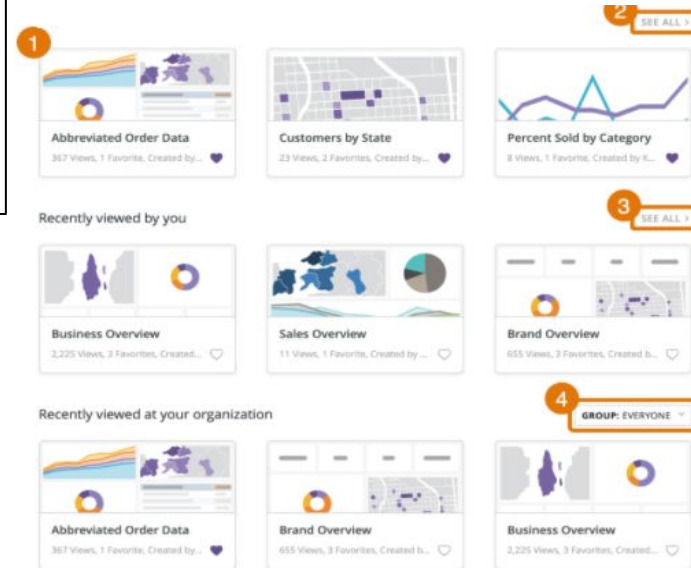 2
SEE ALL >
1
Abbreviated Order Data
367 Views, 1 Favorite, Created by...
Customers by State
23 Views, 2 Favorites, Created by...
Percent Sold by Category
8 Views, 1 Favorite, Created by K...
Recently viewed by you
3
SEE ALL >
Business Overview
2,225 Views, 3 Favorites, Created...
Sales Overview
11 Views, 1 Favorite, Created by ...
Brand Overview
655 Views, 3 Favorites, Created b...
Recently viewed at your organization
4
GROUP: EVERYONE
Abbreviated Order Data
367 Views, 1 Favorite, Created by...
Brand Overview
655 Views, 3 Favorites, Created b...
Business Overview
2,225 Views, 3 Favorites, Created...